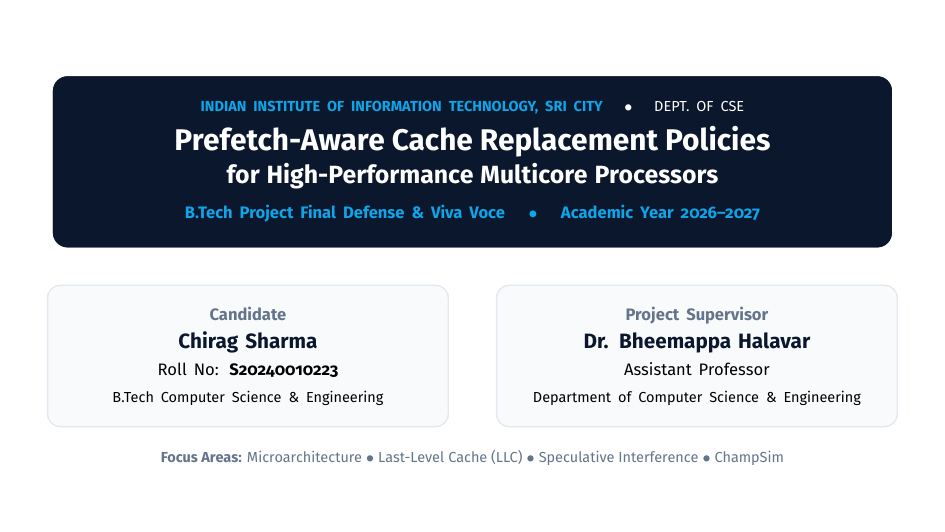 INDIAN INSTITUTE OF INFORMATION TECHNOLOGY, SRI CITY ● DEPT. OF CSE
Prefetch-Aware Cache Replacement Policies
for High-Performance Multicore Processors
B.Tech Project Final Defense & Viva Voce ● Academic Year 2026–2027
Candidate
Chirag Sharma
Roll No: S20240010223
B.Tech Computer Science & Engineering
Project Supervisor
Dr. Bheemappa Halavar
Assistant Professor
Department of Computer Science & Engineering
Focus Areas: Microarchitecture ● Last-Level Cache (LLC) ● Speculative Interference ● ChampSim